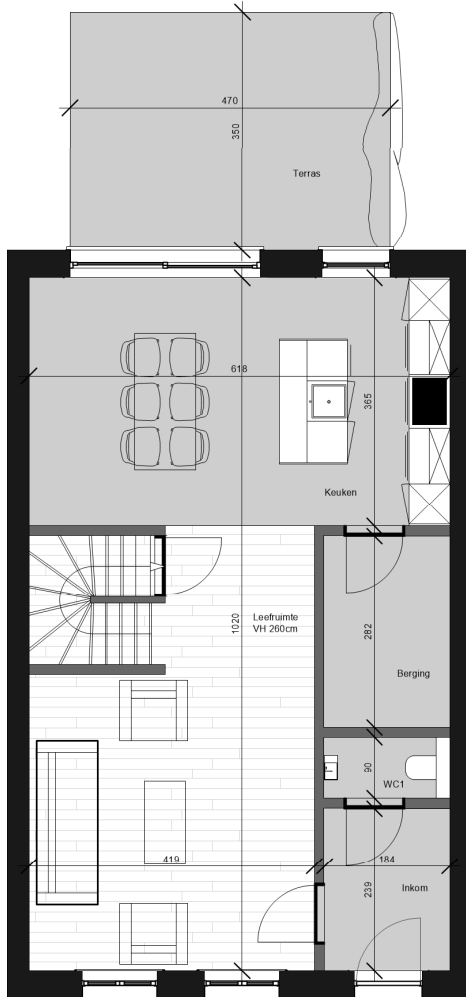 470
350
Terras
618
365
Keuken
1020
Leefruimte
VH 260cm
282
Berging
90
WC1
419
184
239
Inkom